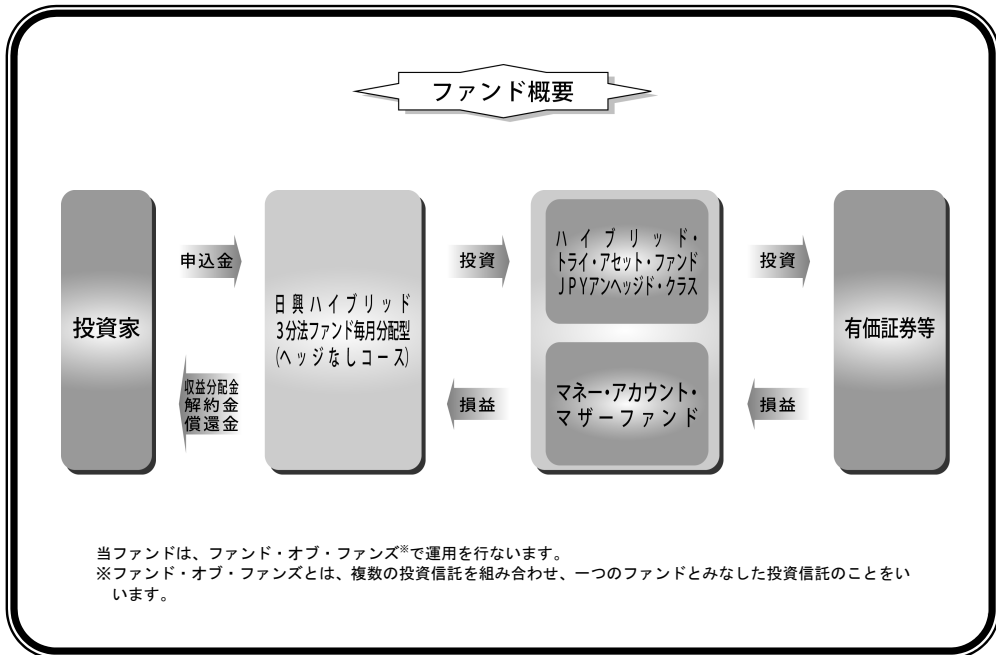 ファンド概要
投資家
申込金
収益分配金
解約金
償還金
日興ハイブリッド
3分法ファンド毎月分配型
(ヘッジなしコース)
投資
損益
ハイブリッド・
トライ・アセット・ファンド
JPYアンヘッジド・クラス
マネー・アカウント・
マザーファンド
投資
損益
有価証券等
当ファンドは、ファンド・オブ・ファンズ※で運用を行ないます。
※ファンド・オブ・ファンズとは、複数の投資信託を組み合わせ、一つのファンドとみなした投資信託のことをい
います。